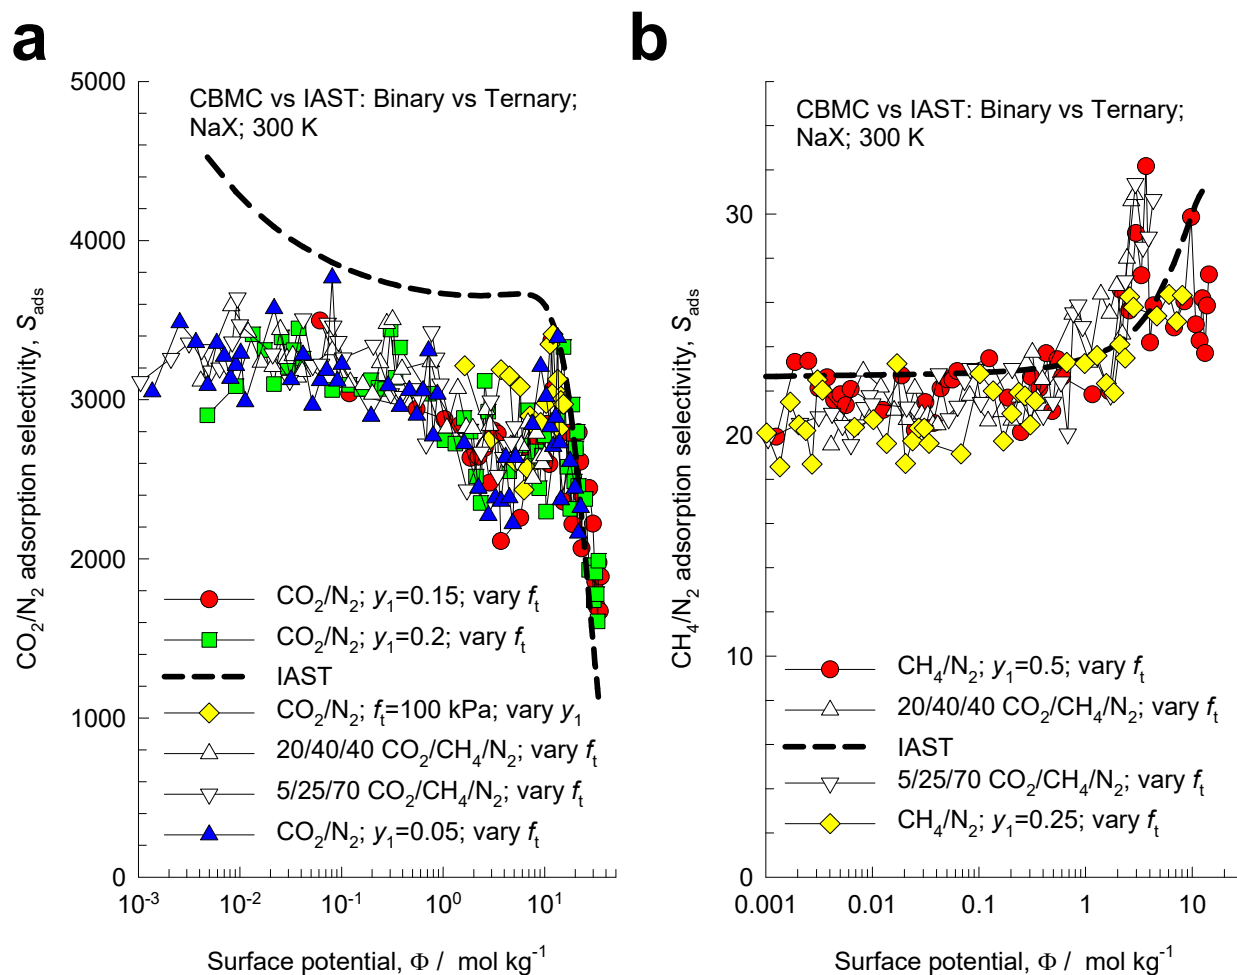 a
CBMC vs IAST: Binary vs Ternary;
NaX; 300 K
5000
4000
3000
2000
1000
0
CO₂/N₂ adsorption selectivity, S_ads
CO₂/N₂; y₁=0.15; vary fₜ
CO₂/N₂; y₁=0.2; vary fₜ
IAST
CO₂/N₂; fₜ=100 kPa; vary y₁
20/40/40 CO₂/CH₄/N₂; vary fₜ
5/25/70 CO₂/CH₄/N₂; vary fₜ
CO₂/N₂; y₁=0.05; vary fₜ
10⁻³ 10⁻² 10⁻¹ 10⁰ 10¹
Surface potential, Φ / mol kg⁻¹
b
CBMC vs IAST: Binary vs Ternary;
NaX; 300 K
30
20
10
0
CH₄/N₂ adsorption selectivity, S_ads
CH₄/N₂; y₁=0.5; vary fₜ
20/40/40 CO₂/CH₄/N₂; vary fₜ
IAST
5/25/70 CO₂/CH₄/N₂; vary fₜ
CH₄/N₂; y₁=0.25; vary fₜ
0.001 0.01 0.1 1 10
Surface potential, Φ / mol kg⁻¹